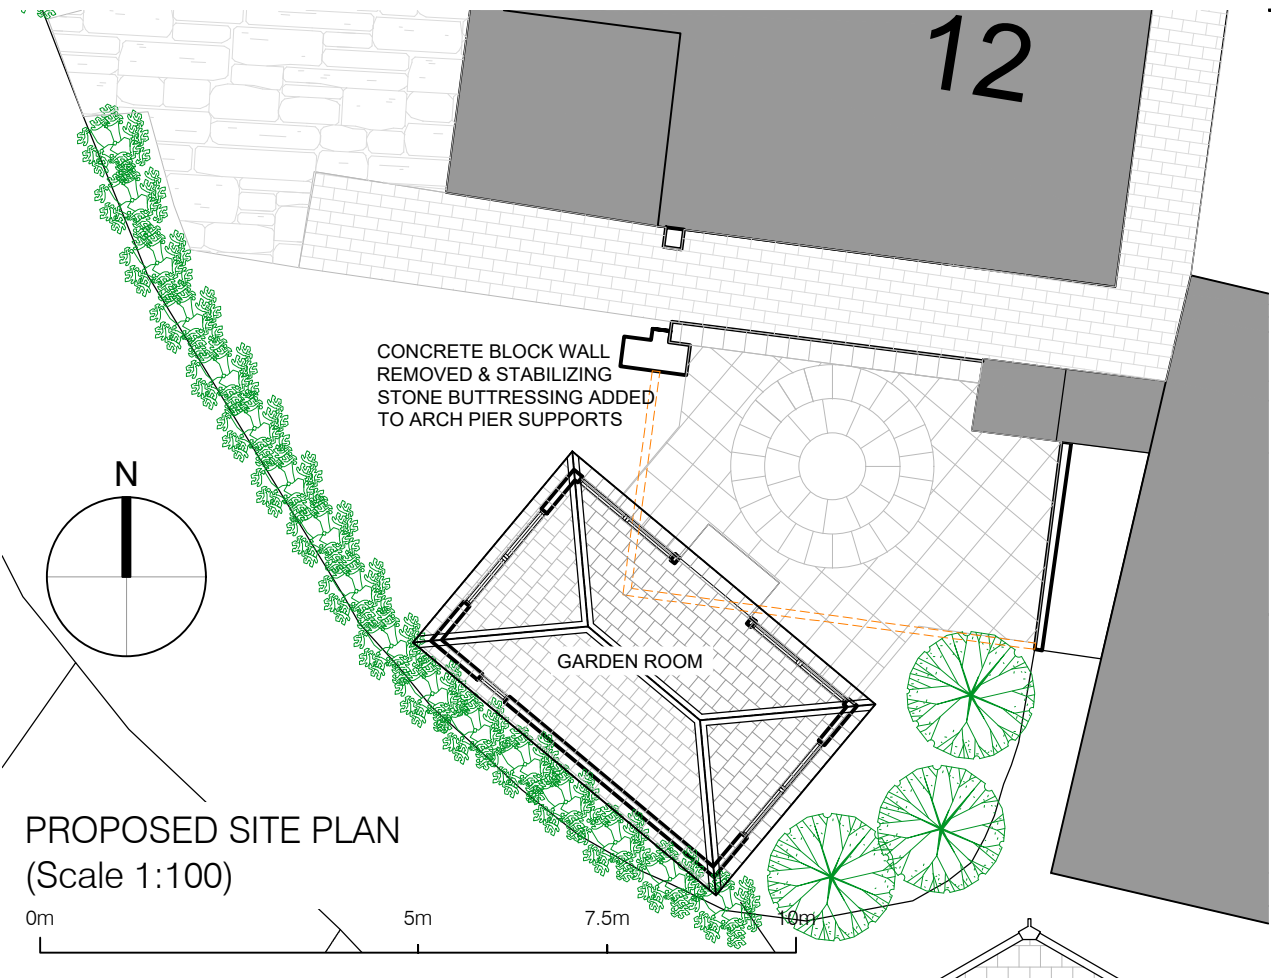 12
CONCRETE BLOCK WALL
REMOVED & STABILIZING
STONE BUTTRESSING ADDED
TO ARCH PIER SUPPORTS
N
GARDEN ROOM
PROPOSED SITE PLAN
(Scale 1:100)
0m 5m 7.5m 10m